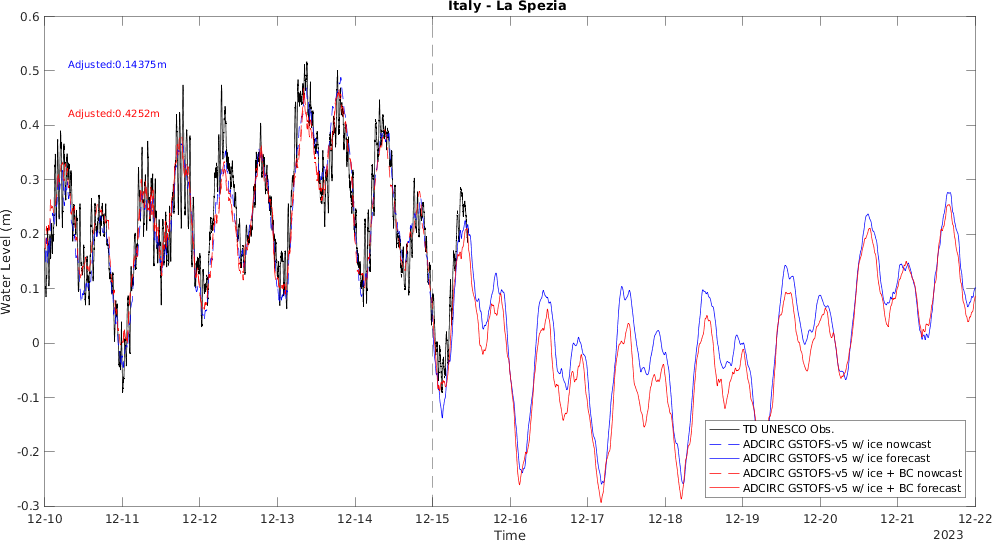 Italy - La Spezia
Water Level (m)
0.6
0.5
0.4
0.3
0.2
0.1
0
-0.1
-0.2
-0.3
Adjusted:0.14375m
Adjusted:0.4252m
TD UNESCO Obs.
ADCIRC GSTOFS-v5 w/ ice nowcast
ADCIRC GSTOFS-v5 w/ ice forecast
ADCIRC GSTOFS-v5 w/ ice + BC nowcast
ADCIRC GSTOFS-v5 w/ ice + BC forecast
12-10 12-11 12-12 12-13 12-14 12-15 12-16 12-17 12-18 12-19 12-20 12-21 12-22
Time
2023